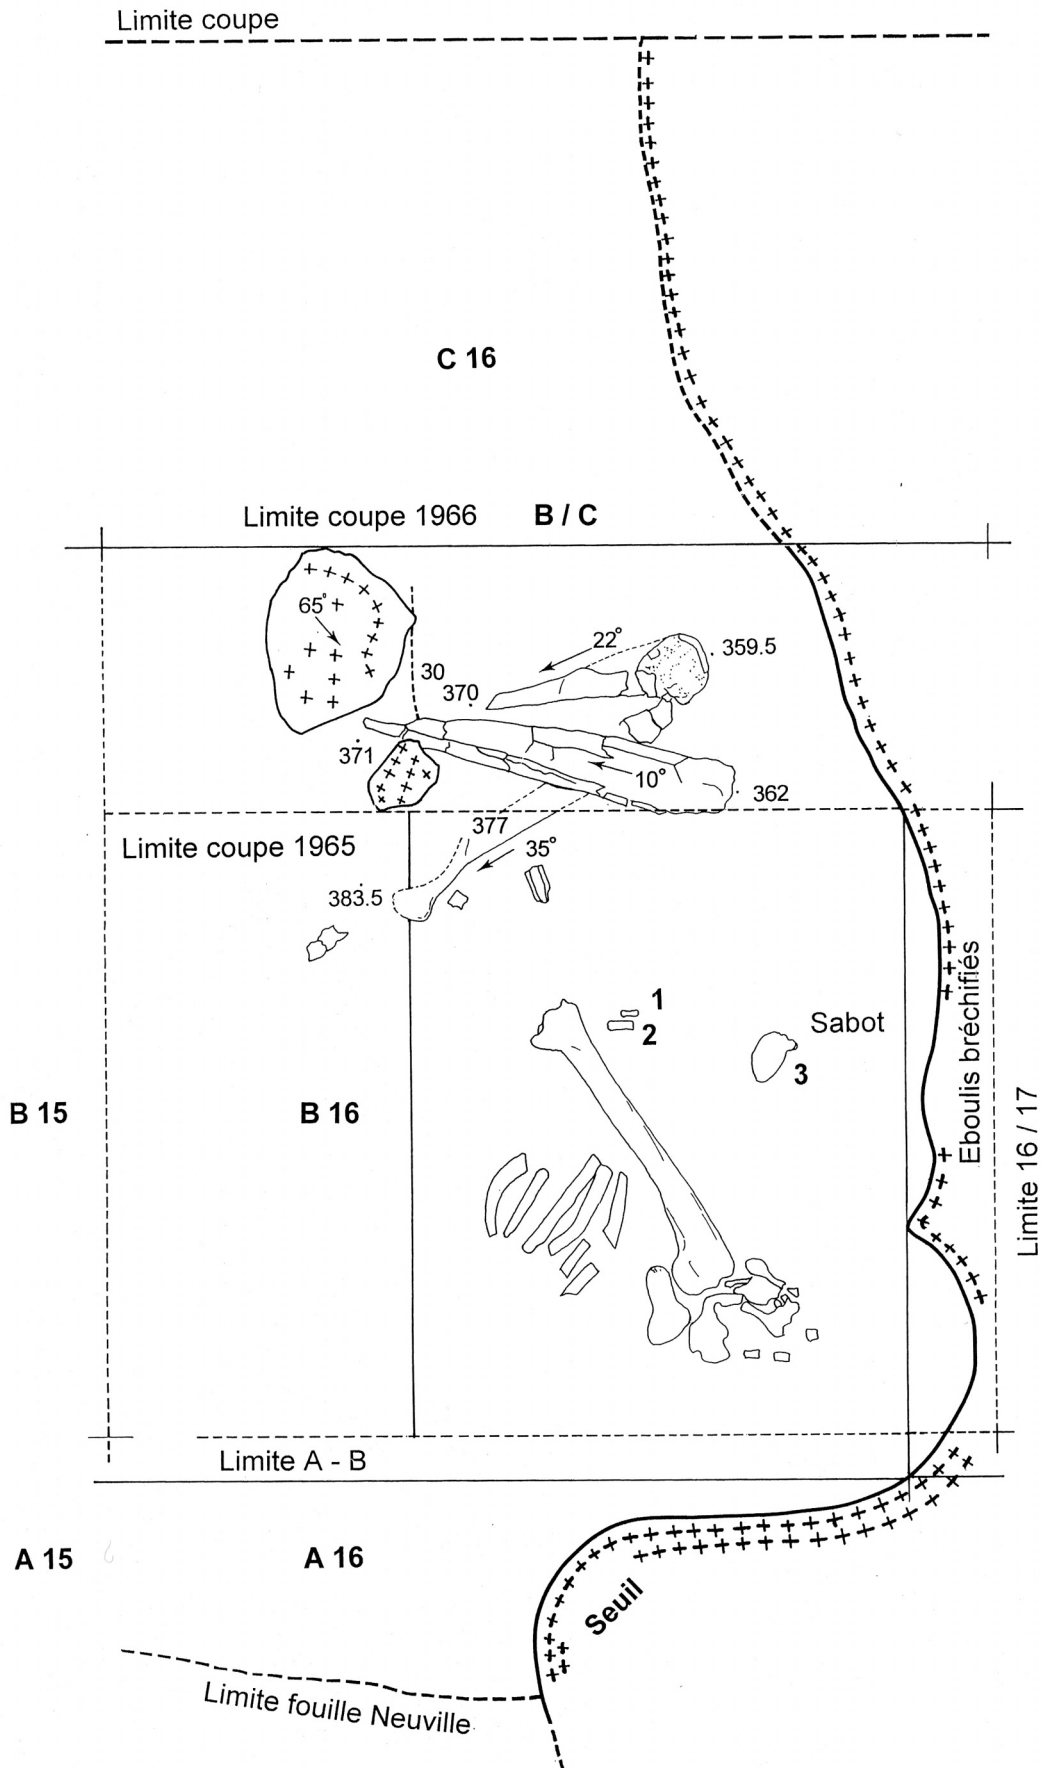 Limite coupe
C 16
Limite coupe 1966 B / C
65°
22°
359.5
30
370
371
10°
362
377
Limite coupe 1965
35°
383.5
1
2
Sabot
3
Eboulis bréchifiés
Limite 16 / 17
B 15
B 16
Limite A - B
A 15
A 16
Seuil
Limite fouille Neuville